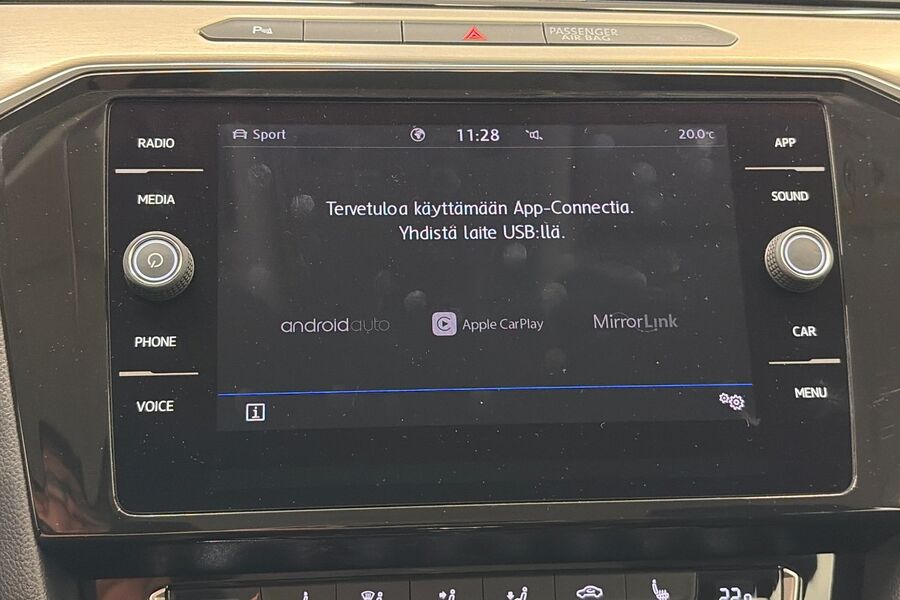 P
PASSENGER
AIR BAG
RADIO
MEDIA
PHONE
VOICE
Sport
11:28
20.0°C
Tervetuloa käyttämään App-Connectia.
Yhdistä laite USB:llä.
androidauto
Apple CarPlay
MirrorLink
i
APP
SOUND
CAR
MENU